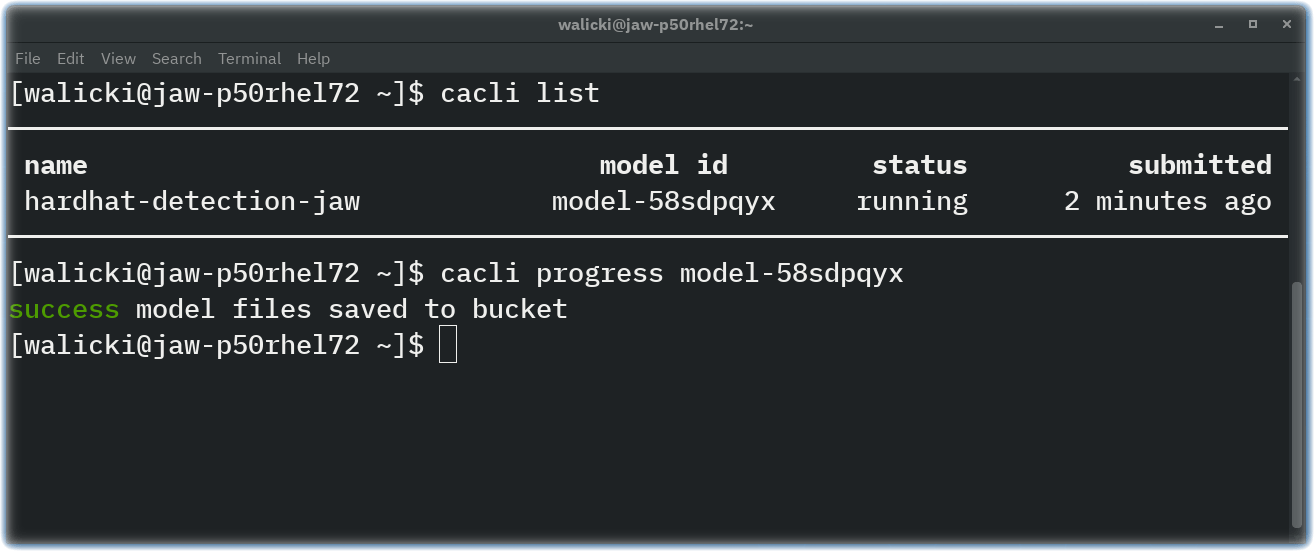 walicki@jaw-p50rhel72:~
File Edit View Search Terminal Help
[walicki@jaw-p50rhel72 ~]$ cacli list
name model id status submitted
hardhat-detection-jaw model-58sdpqyx running 2 minutes ago
[walicki@jaw-p50rhel72 ~]$ cacli progress model-58sdpqyx
success model files saved to bucket
[walicki@jaw-p50rhel72 ~]$